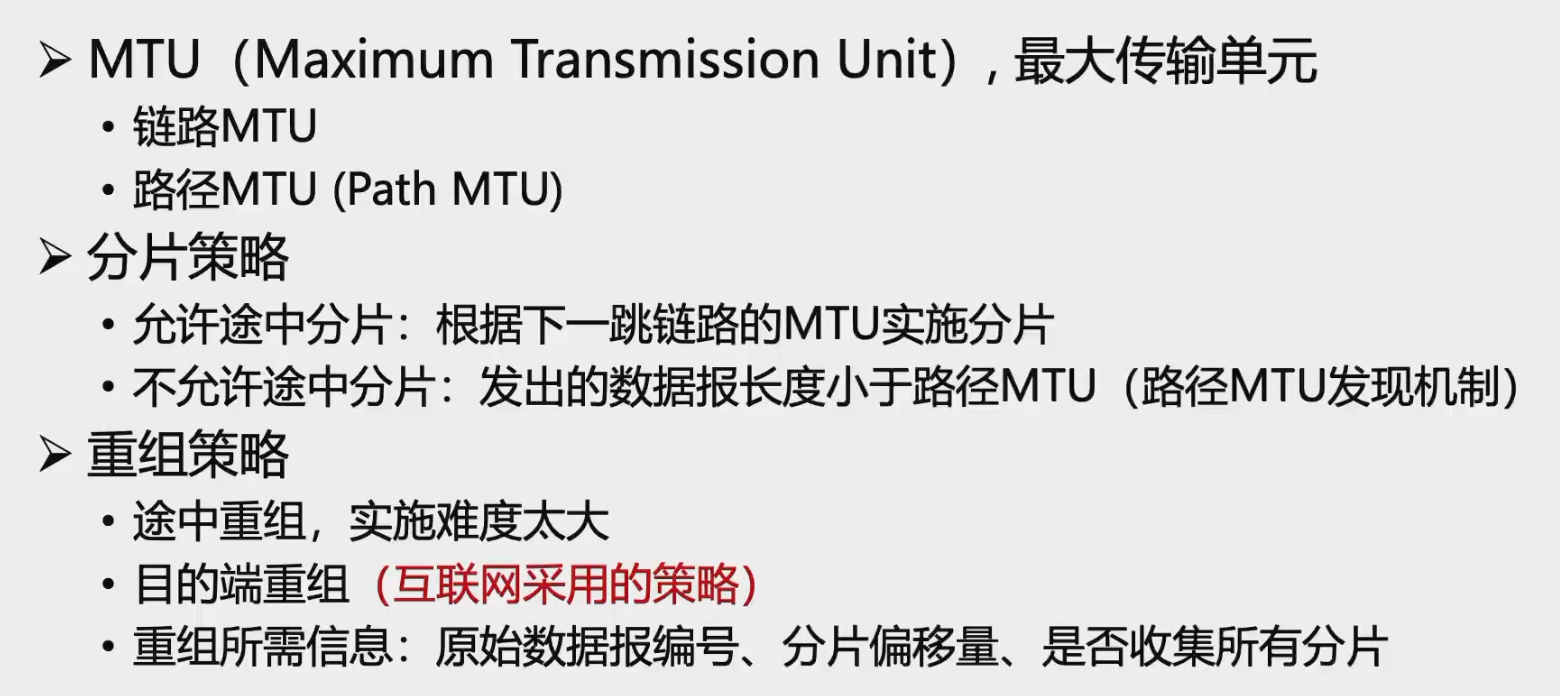 ➢ MTU（Maximum Transmission Unit）, 最大传输单元
• 链路MTU
• 路径MTU (Path MTU)
➢ 分片策略
• 允许途中分片：根据下一跳链路的MTU实施分片
• 不允许途中分片：发出的数据报长度小于路径MTU（路径MTU发现机制）
➢ 重组策略
• 途中重组，实施难度太大
• 目的端重组（互联网采用的策略）
• 重组所需信息：原始数据报编号、分片偏移量、是否收集所有分片